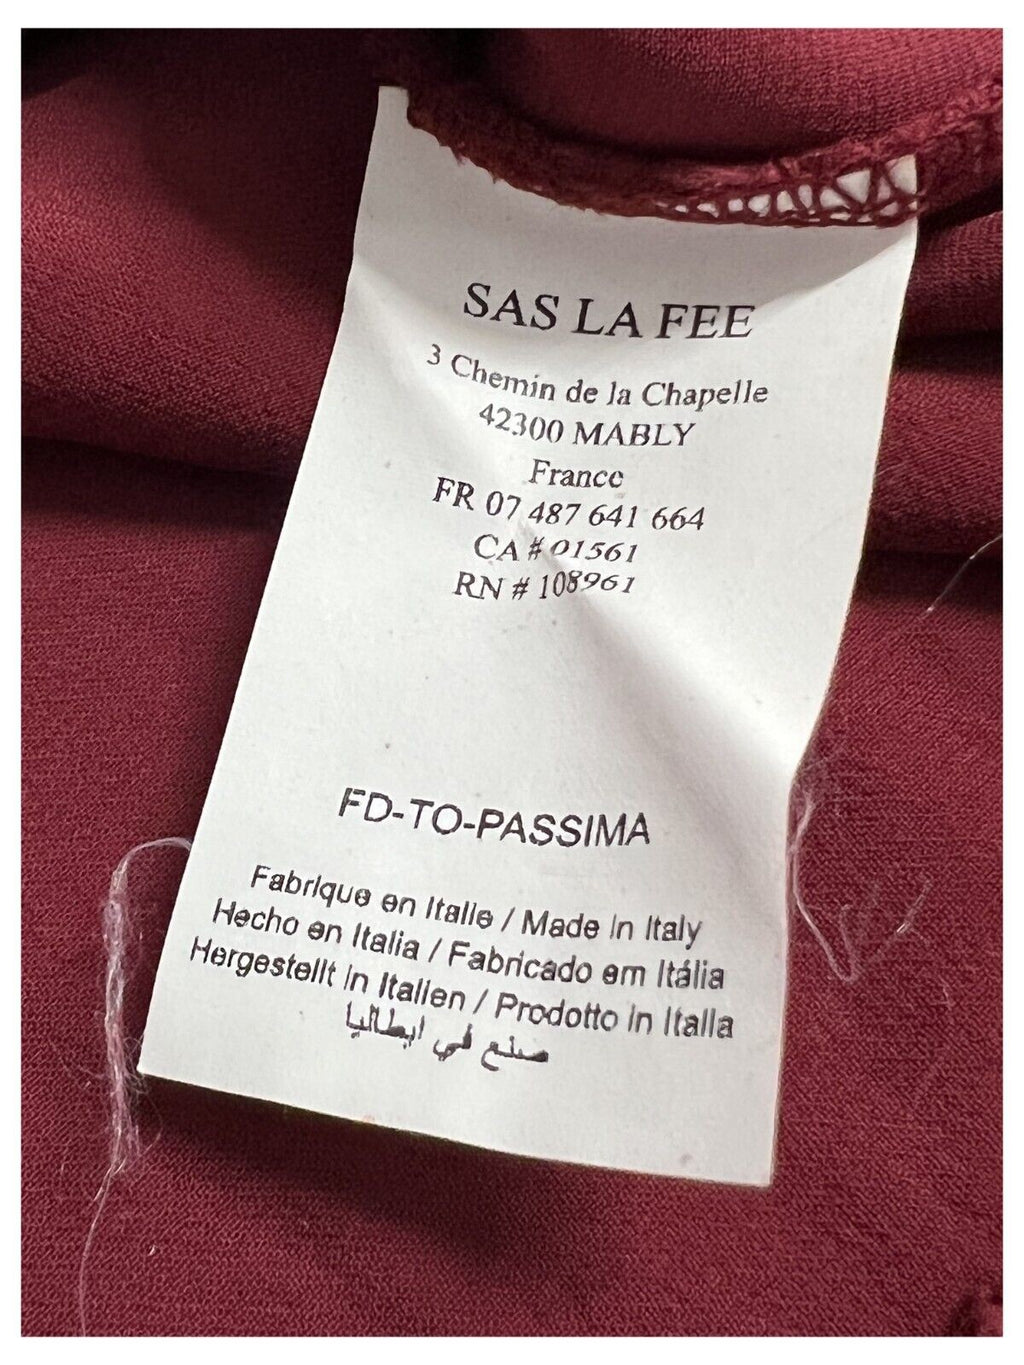 SAS LA FEE
3 Chemin de la Chapelle
42300 MABLY
France
FR 07 487 641 664
CA # 01561
RN # 108961
FD-TO-PASSIMA
Fabrique en Italie / Made in Italy
Hecho en Italia / Fabricado em Itália
Hergestellt in Italien / Prodotto in Italia
صنع في ايطاليا